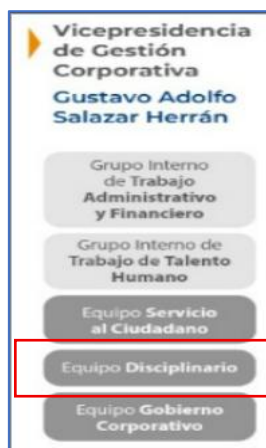 Vicepresidencia
de Gestión
Corporativa
Gustavo Adolfo
Salazar Herrán
Grupo Interno
de Trabajo
Administrativo
y Financiero
Grupo Interno de
Trabajo de Talento
Humano
Equipo Servicio
al Ciudadano
Equipo Disciplinario
Equipo Gobierno
Corporativo